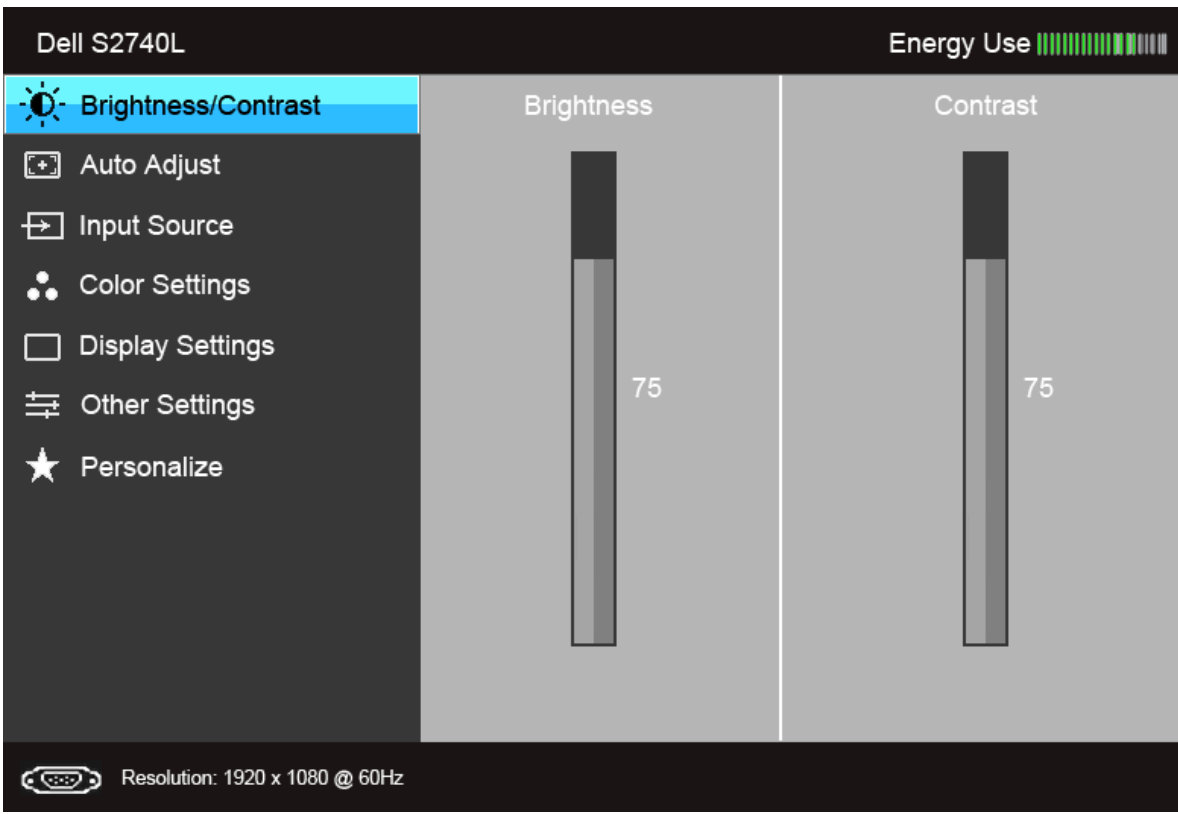 Dell S2740L
Energy Use
Brightness/Contrast
Auto Adjust
Input Source
Color Settings
Display Settings
Other Settings
Personalize
Brightness
75
Contrast
75
Resolution: 1920 x 1080 @ 60Hz